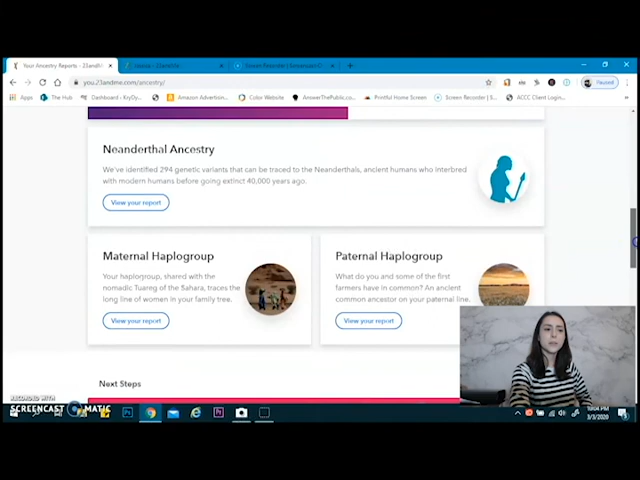 Your Ancestry Reports - 23andM
you.23andme.com/ancestry/
Paused
Apps
The Hub
Dashboard - KryDy...
Amazon Advertisin...
Color Website
AnswerThePublic.co...
Printful Home Screen
Screen Recorder | S...
ACCC Client Login...
Neanderthal Ancestry
We've identified 294 genetic variants that can be traced to the Neanderthals, ancient humans who interbred
with modern humans before going extinct 40,000 years ago.
View your report
Maternal Haplogroup
Your haplogroup, shared with the
nomadic Tuareg of the Sahara, traces the
long line of women in your family tree.
View your report
Paternal Haplogroup
What do you and some of the first
farmers have in common? An ancient
common ancestor on your paternal line.
View your report
Next Steps
RECORDED WITH
SCREENCAST MATIC
10:04 PM
3/3/2020